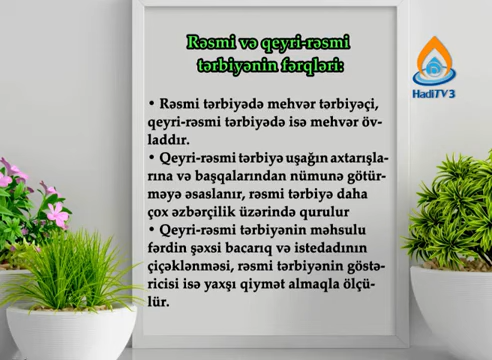 Rəsmi və qeyri-rəsmi
tərbiyənin fərqləri:
HadiTV3
• Rəsmi tərbiyədə mehvər tərbiyəçi,
qeyri-rəsmi tərbiyədə isə mehvər öv-
laddır.
• Qeyri-rəsmi tərbiyə uşağın axtarışla-
rına və başqalarından nümunə götür-
məyə əsaslanır, rəsmi tərbiyə daha
çox əzbərçilik üzərində qurulur
• Qeyri-rəsmi tərbiyənin məhsulu
fərdin şəxsi bacarıq və istedadının
çiçəklənməsi, rəsmi tərbiyənin göstə-
ricisi isə yaxşı qiymət almaqla ölçü-
lür.